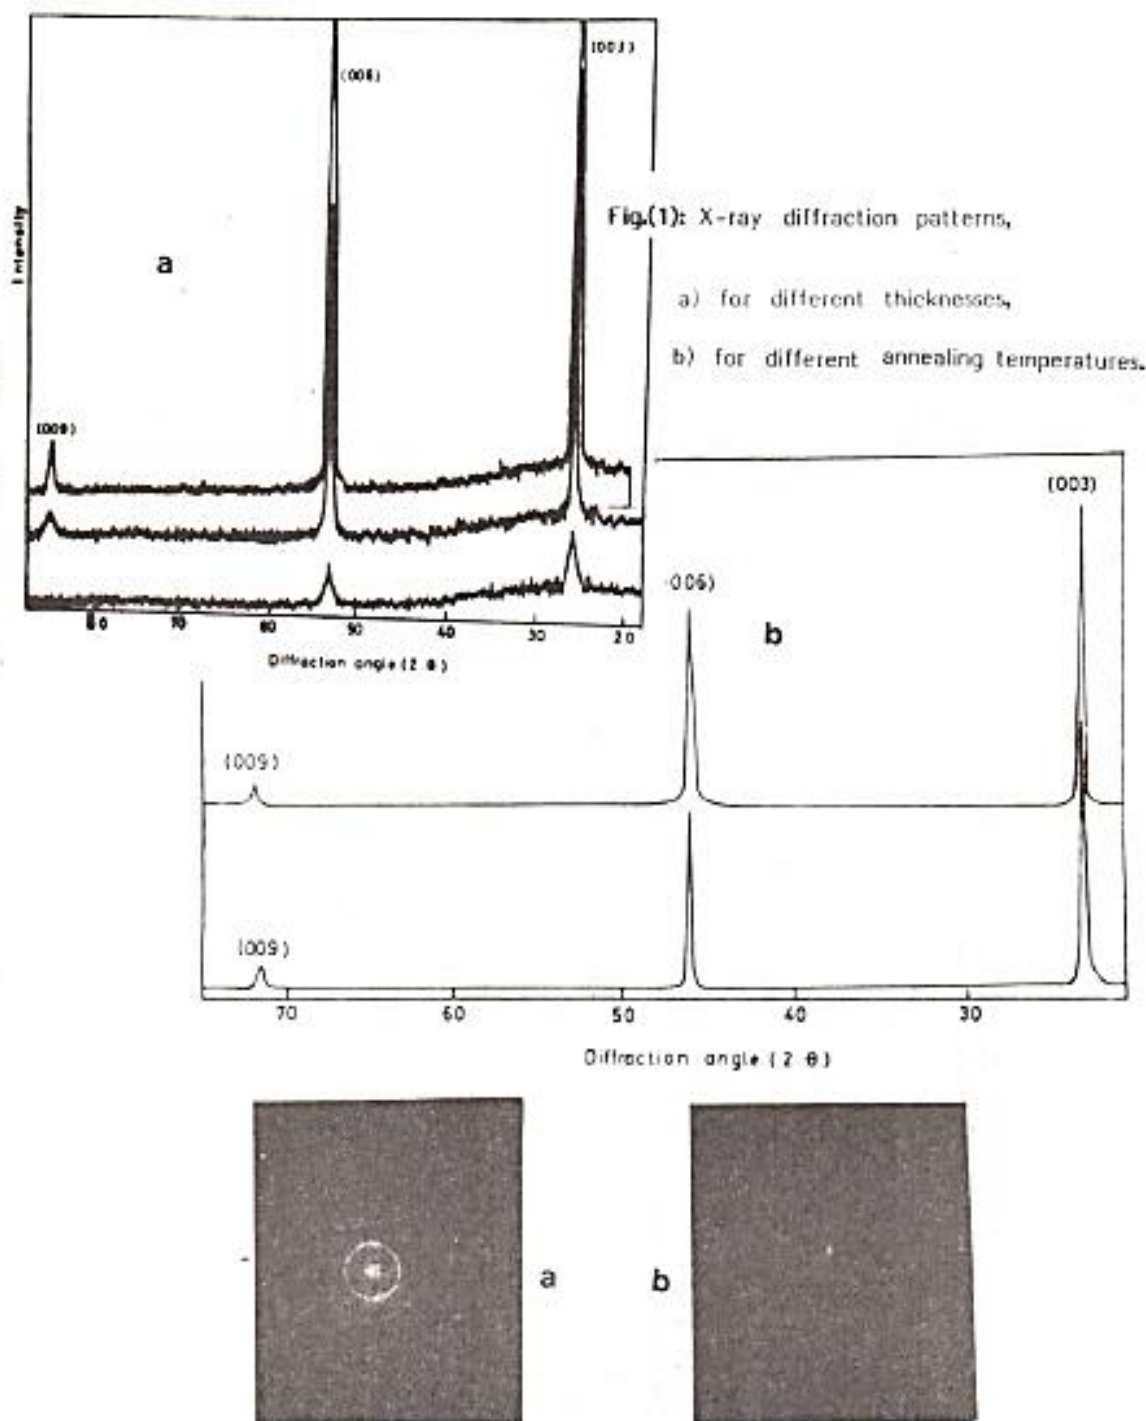 (003)
(006)
Intensity
a
Fig.(1): X-ray diffraction patterns,
a) for different thicknesses,
b) for different annealing temperatures.
(009)
80 70 60 50 40 30 20
Diffraction angle (2 θ)
(003)
(006)
b
(009)
(009)
70 60 50 40 30
Diffraction angle (2 θ)
a b